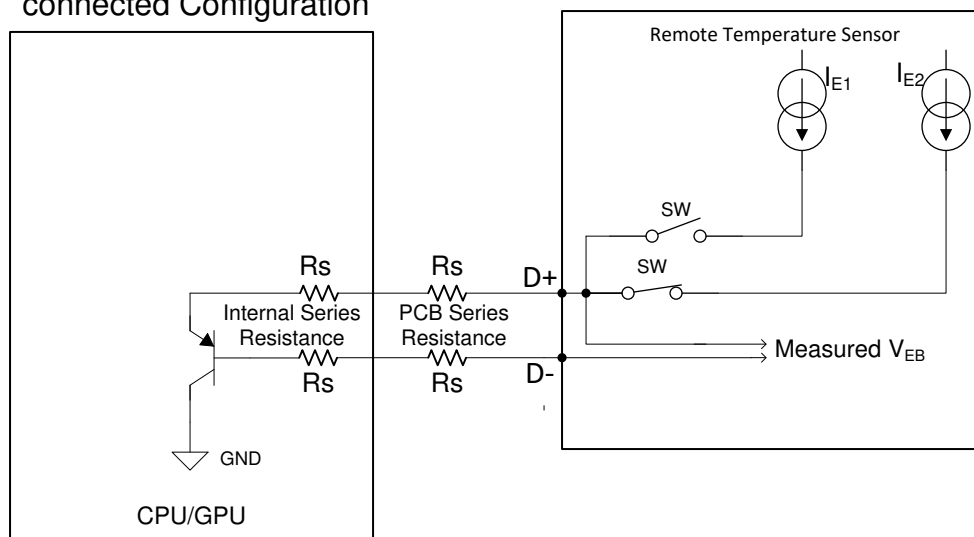 connected Configuration
Remote Temperature Sensor
IE1
IE2
SW
SW
Rs
Rs
D+
Internal Series
Resistance
PCB Series
Resistance
Measured VEB
Rs
Rs
D-
GND
CPU/GPU